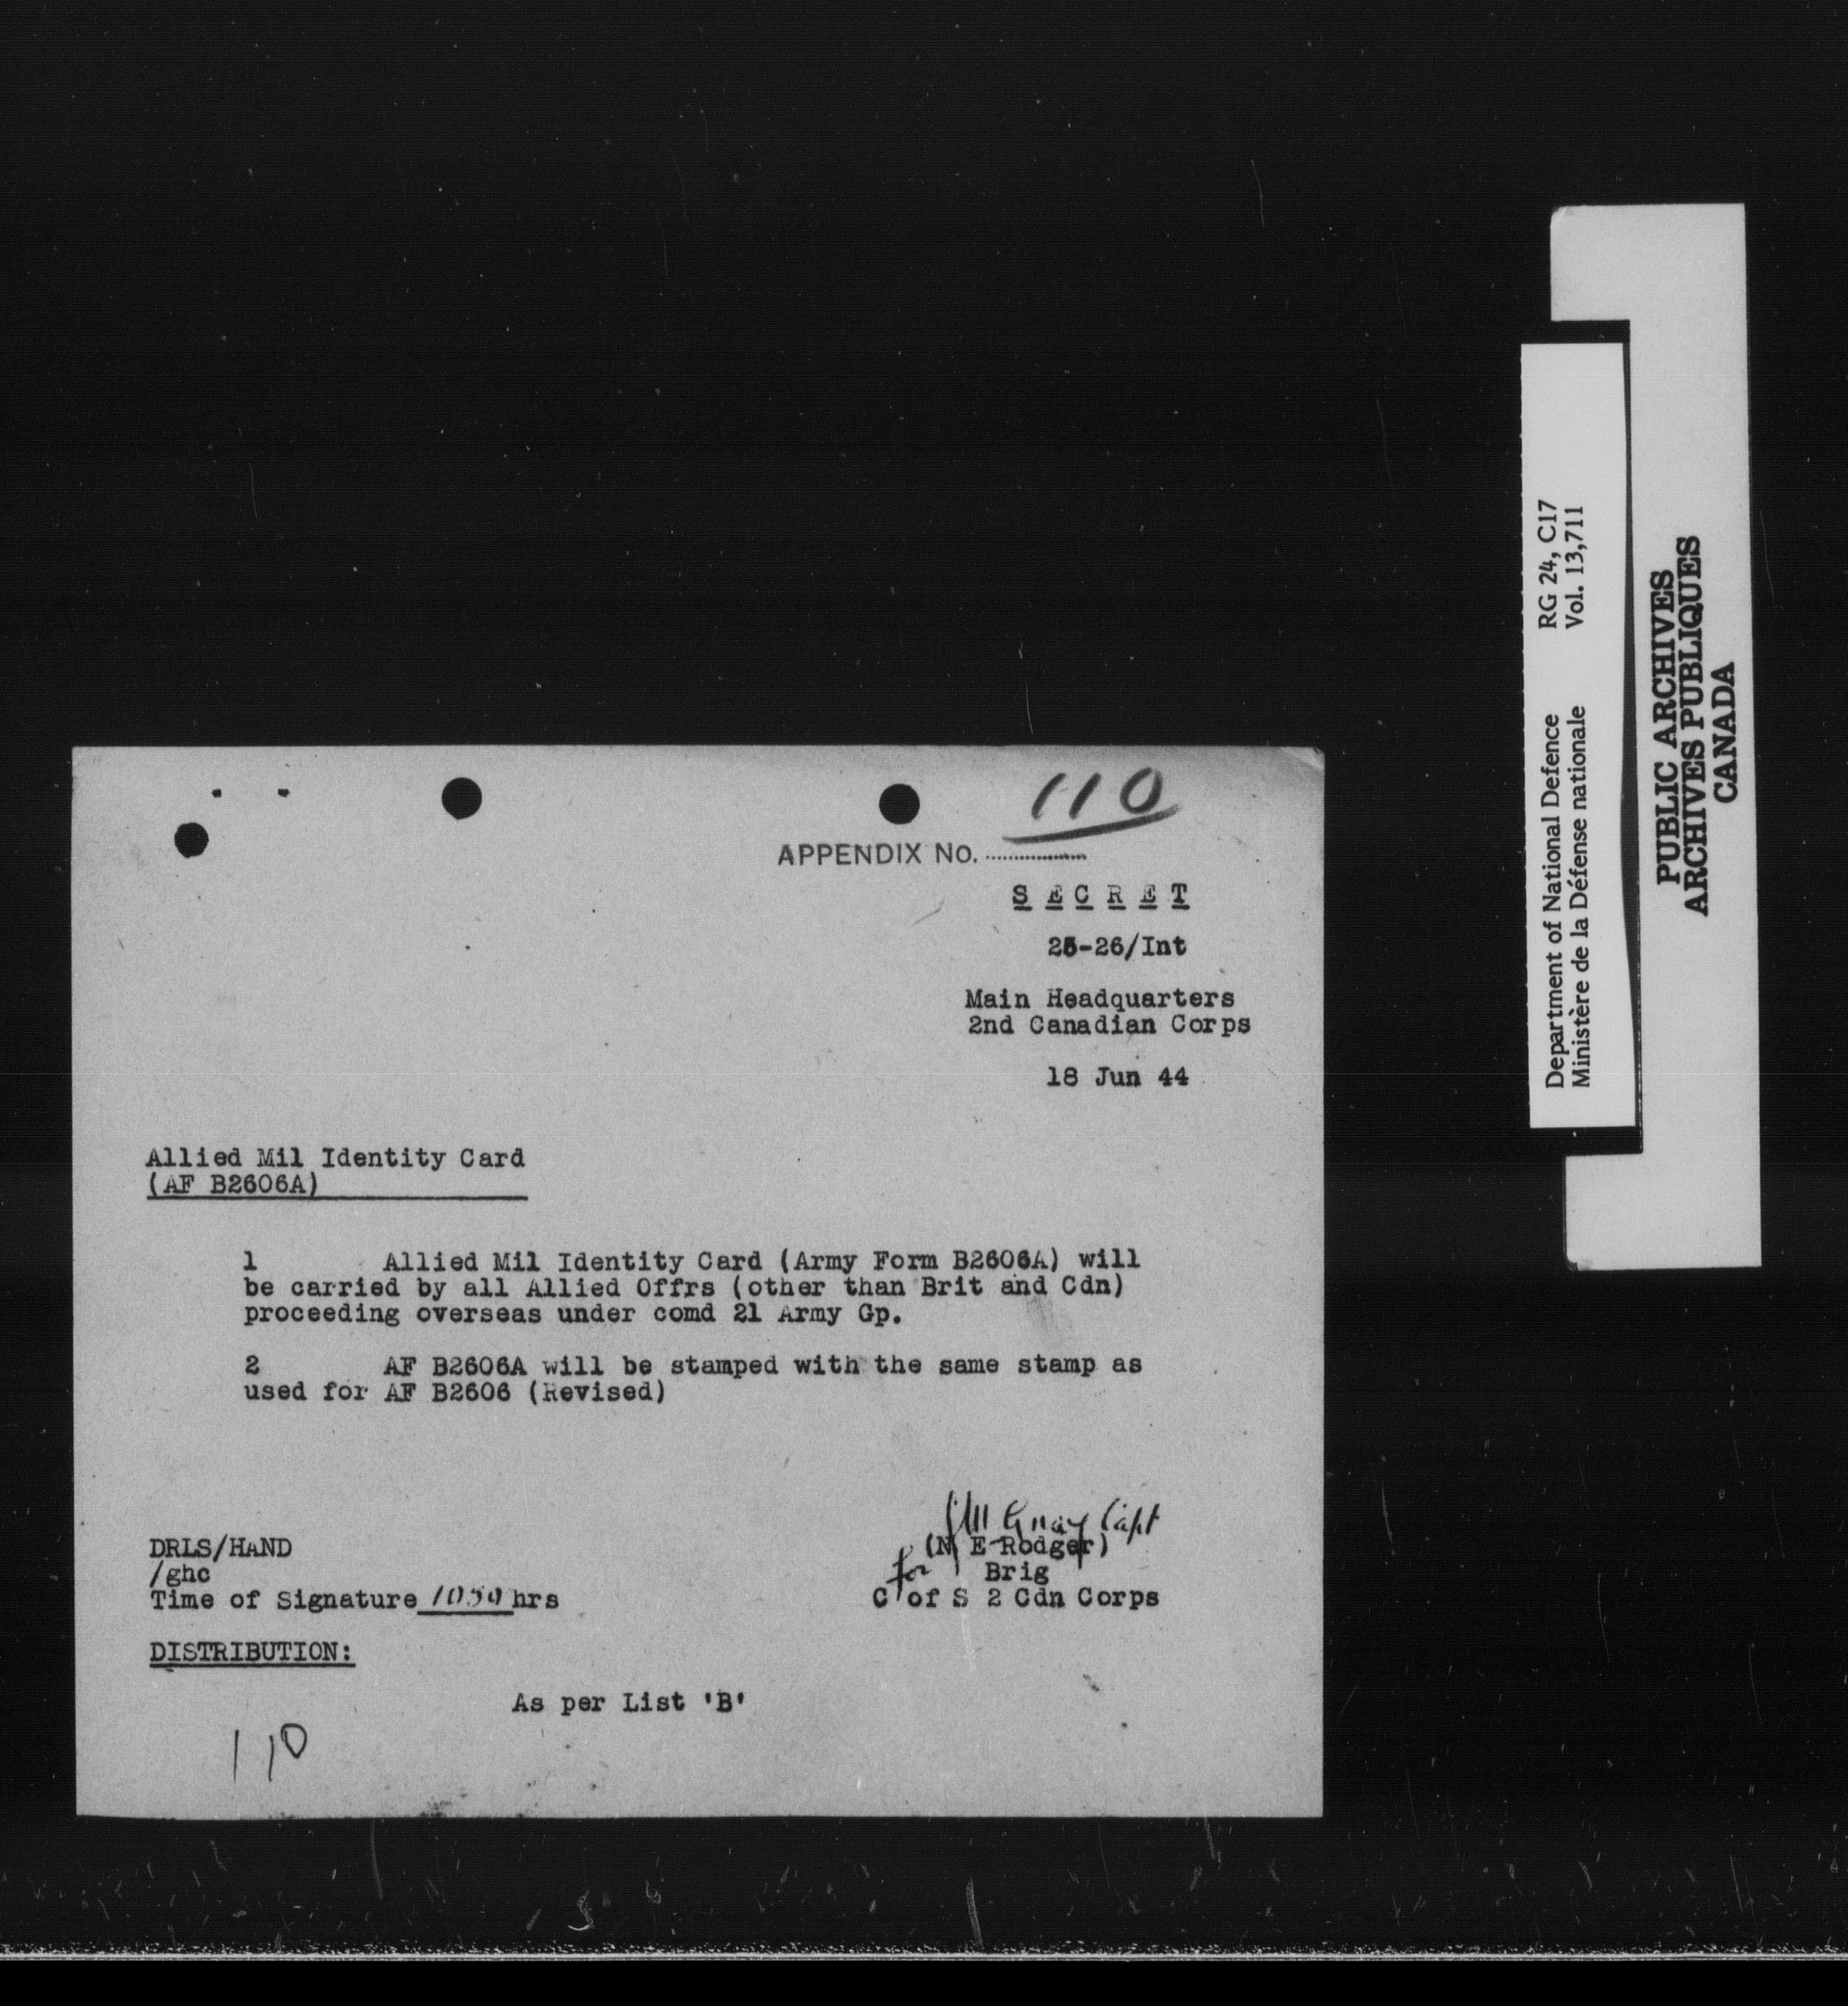 110
APPENDIX No. ..................
S E C R E T
25-26/Int
Main Headquarters
2nd Canadian Corps
18 Jun 44
Allied Mil Identity Card
(AF B2606A)
1 Allied Mil Identity Card (Army Form B2606A) will
be carried by all Allied Offrs (other than Brit and Cdn)
proceeding overseas under comd 21 Army Gp.
2 AF B2606A will be stamped with the same stamp as
used for AF B2606 (Revised)
Capt
DRLS/HAND
(N E Rodger)
/ghc
for Brig
Time of Signature hrs
C of S 2 Cdn Corps
DISTRIBUTION:
As per List 'B'
110
Department of National Defence RG 24, C17
Ministère de la Défense nationale Vol. 13,711
PUBLIC ARCHIVES
ARCHIVES PUBLIQUES
CANADA